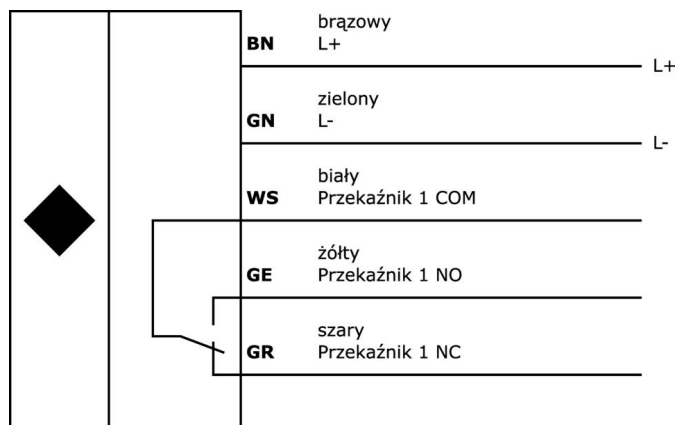 brązowy
BN L+
L+
zielony
GN L-
L-
biały
WS Przekaźnik 1 COM
żółty
GE Przekaźnik 1 NO
szary
GR Przekaźnik 1 NC